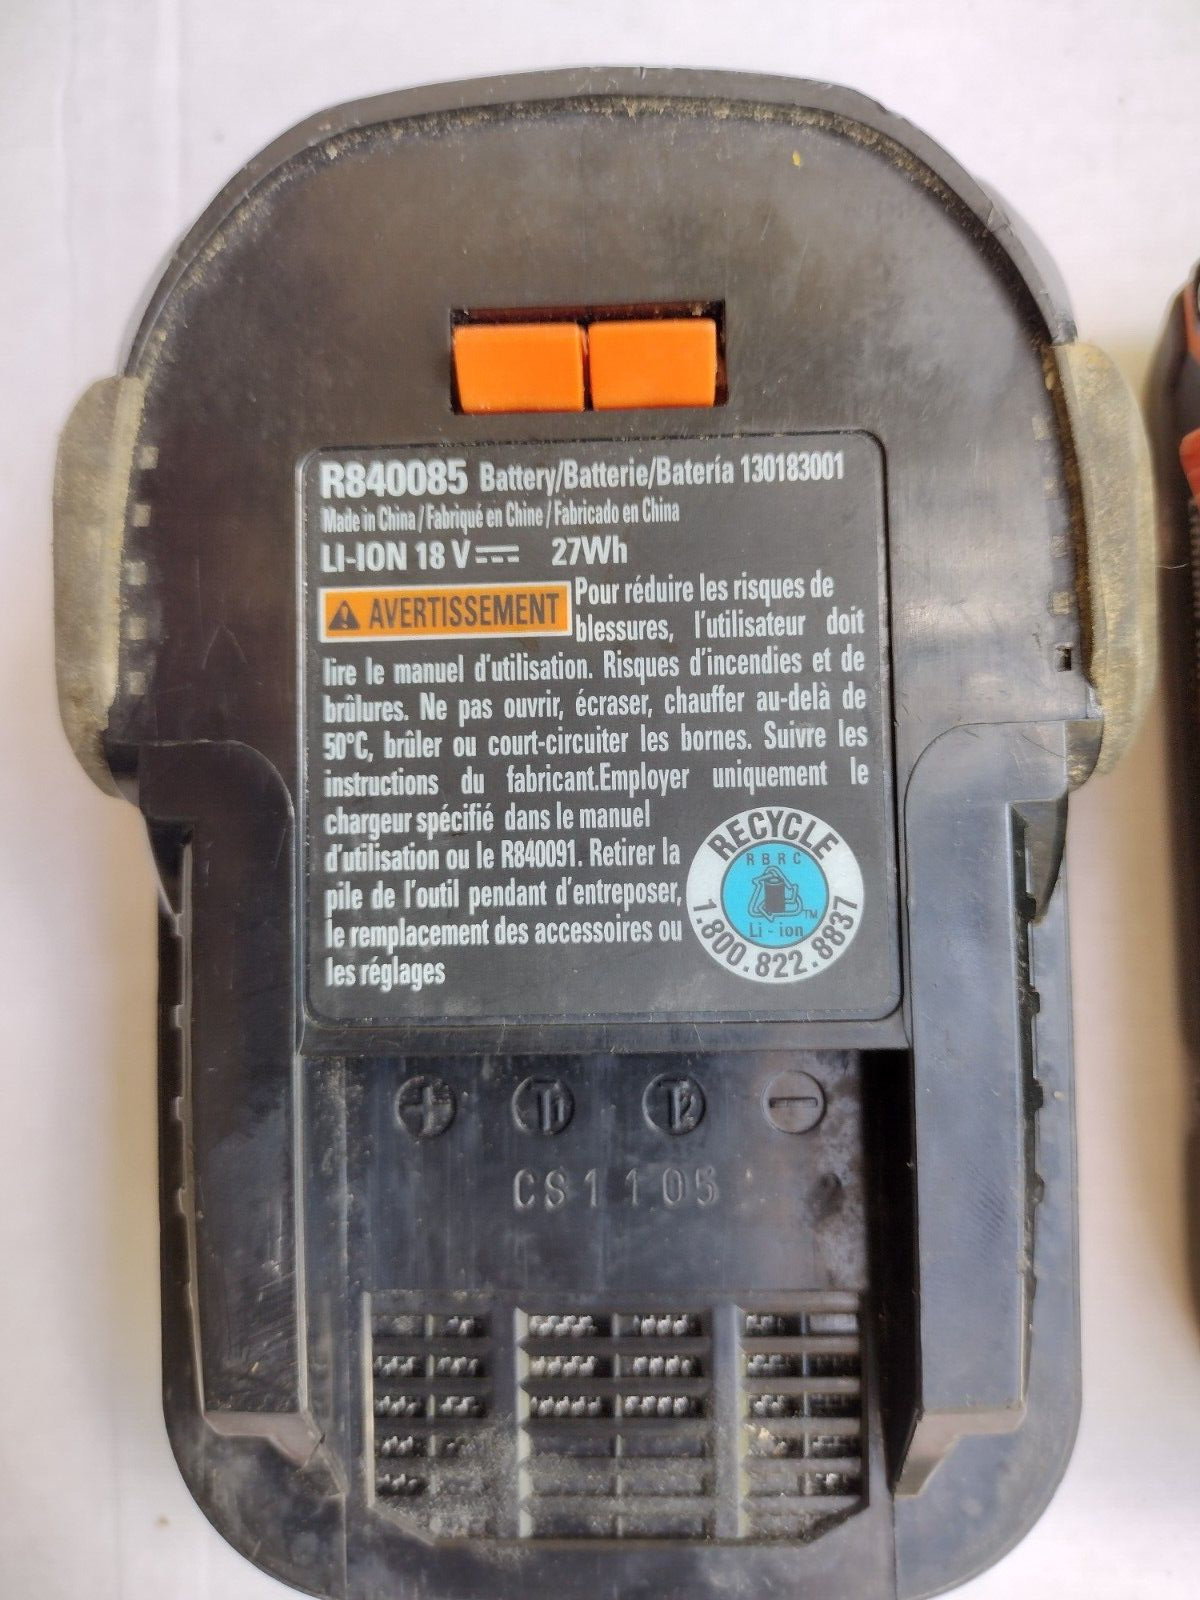 R840085 Battery/Batterie/Batería 130183001
Made in China / Fabriqué en Chine / Fabricado en China
LI-ION 18 V 27Wh
AVERTISSEMENT Pour réduire les risques de
blessures, l'utilisateur doit
lire le manuel d'utilisation. Risques d'incendies et de
brûlures. Ne pas ouvrir, écraser, chauffer au-delà de
50°C, brûler ou court-circuiter les bornes. Suivre les
instructions du fabricant.Employer uniquement le
chargeur spécifié dans le manuel
d'utilisation ou le R840091. Retirer la
pile de l'outil pendant d'entreposer,
le remplacement des accessoires ou
les réglages
RECYCLE
RBRC
TM
Li-ion
1.800.822.8837
+ T1 T2 −
CS1105